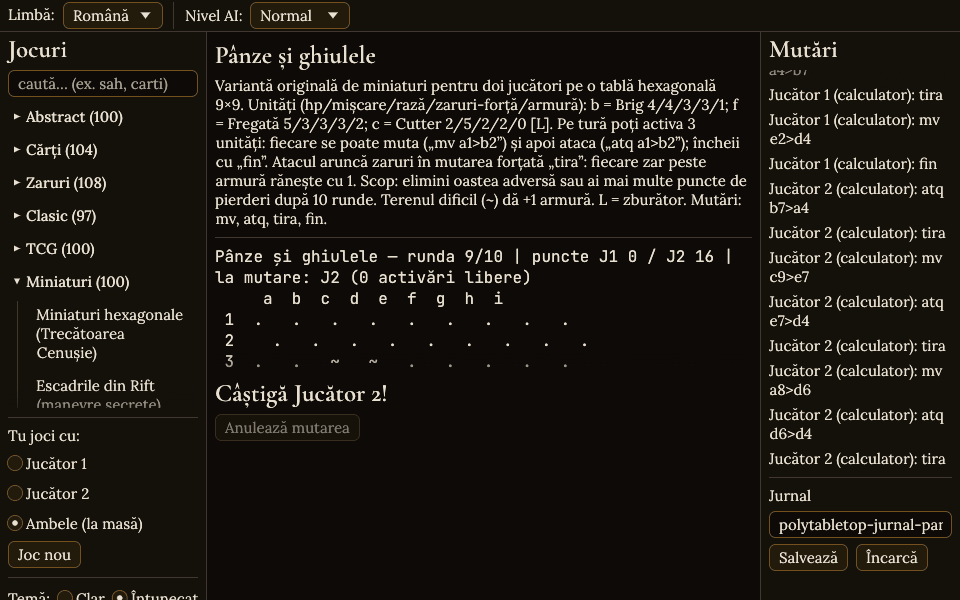 Limbă: Română ▼ Nivel AI: Normal ▼
Jocuri
caută... (ex. sah, carti)
▸ Abstract (100)
▸ Cărți (104)
▸ Zaruri (108)
▸ Clasic (97)
▸ TCG (100)
▾ Miniaturi (100)
Miniaturi hexagonale
(Trecătoarea
Cenușie)
Escadrile din Rift
(manevre secrete)
Tu joci cu:
Jucător 1
Jucător 2
Ambele (la masă)
Joc nou
Temă: Clar Întunecat
Pânze și ghiulele
Variantă originală de miniaturi pentru doi jucători pe o tablă hexagonală
9×9. Unități (hp/mișcare/rază/zaruri-forță/armură): b = Brig 4/4/3/3/1; f
= Fregată 5/3/3/3/2; c = Cutter 2/5/2/2/0 [L]. Pe tură poți activa 3
unități: fiecare se poate muta („mv a1>b2”) și apoi ataca („atq a1>b2”); închei
cu „fin”. Atacul aruncă zaruri în mutarea forțată „tira”: fiecare zar peste
armură rănește cu 1. Scop: elimini oastea adversă sau ai mai multe puncte de
pierderi după 10 runde. Terenul dificil (~) dă +1 armură. L = zburător. Mutări:
mv, atq, tira, fin.
Pânze și ghiulele — runda 9/10 | puncte J1 0 / J2 16 |
la mutare: J2 (0 activări libere)
a b c d e f g h i
1 . . . . . . . . .
2 . . . . . . . . .
3 . . ~ ~ . . . . .
Câștigă Jucător 2!
Anulează mutarea
Mutări
a4>b7
Jucător 1 (calculator): tira
Jucător 1 (calculator): mv
e2>d4
Jucător 1 (calculator): fin
Jucător 2 (calculator): atq
b7>a4
Jucător 2 (calculator): tira
Jucător 2 (calculator): mv
c9>e7
Jucător 2 (calculator): atq
e7>d4
Jucător 2 (calculator): tira
Jucător 2 (calculator): mv
a8>d6
Jucător 2 (calculator): atq
d6>d4
Jucător 2 (calculator): tira
Jurnal
polytabletop-jurnal-par
Salvează Încarcă